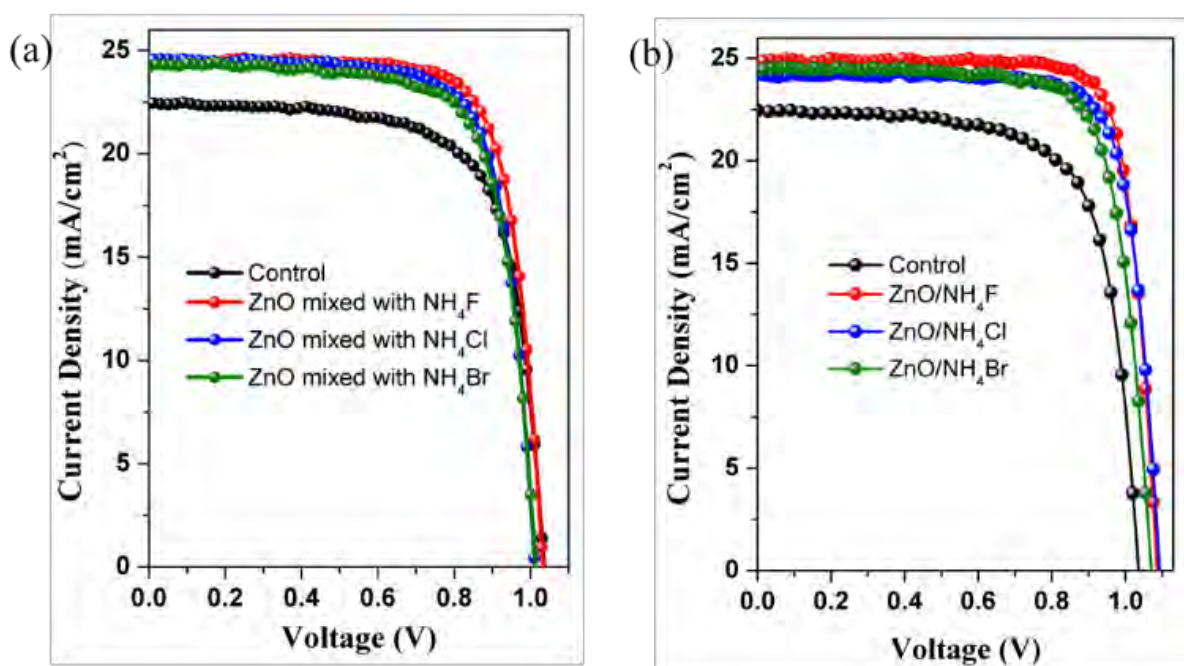 (a)
25
20
15
10
5
0
Current Density (mA/cm²)
Control
ZnO mixed with NH₄F
ZnO mixed with NH₄Cl
ZnO mixed with NH₄Br
0.0 0.2 0.4 0.6 0.8 1.0
Voltage (V)
(b)
25
20
15
10
5
0
Current Density (mA/cm²)
Control
ZnO/NH₄F
ZnO/NH₄Cl
ZnO/NH₄Br
0.0 0.2 0.4 0.6 0.8 1.0
Voltage (V)